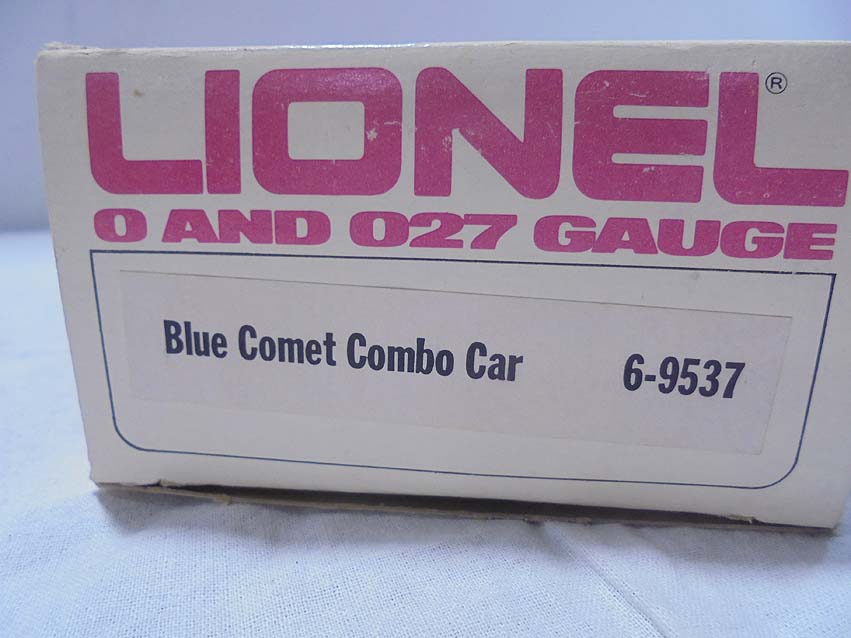 LIONEL®
O AND O27 GAUGE
Blue Comet Combo Car 6-9537